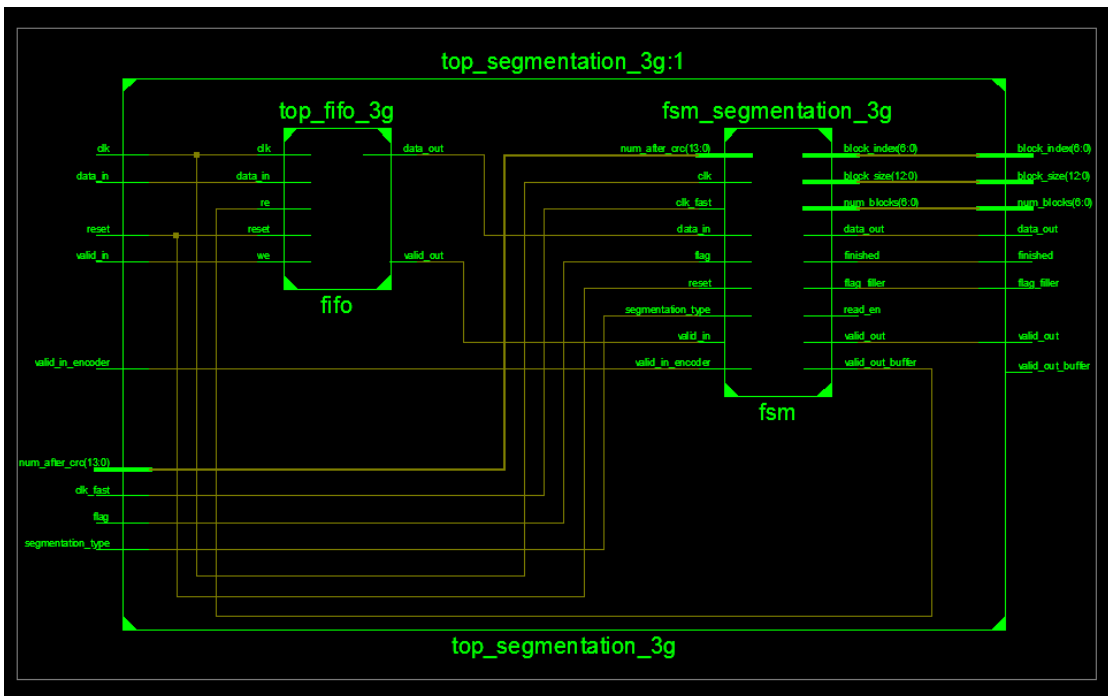 top_segmentation_3g:1
top_fifo_3g
fsm_segmentation_3g
clk
data_in
reset
valid_in
valid_in_encoder
num_after_crc(13:0)
clk_fast
flag
segmentation_type
clk
data_in
re
reset
we
data_out
valid_out
fifo
num_after_crc(13:0)
clk
clk_fast
data_in
flag
reset
segmentation_type
valid_in
valid_in_encoder
block_index(6:0)
block_size(12:0)
num_blocks(6:0)
data_out
finished
flag_filler
read_en
valid_out
valid_out_buffer
fsm
block_index(6:0)
block_size(12:0)
num_blocks(6:0)
data_out
finished
flag_filler
valid_out
valid_out_buffer
top_segmentation_3g